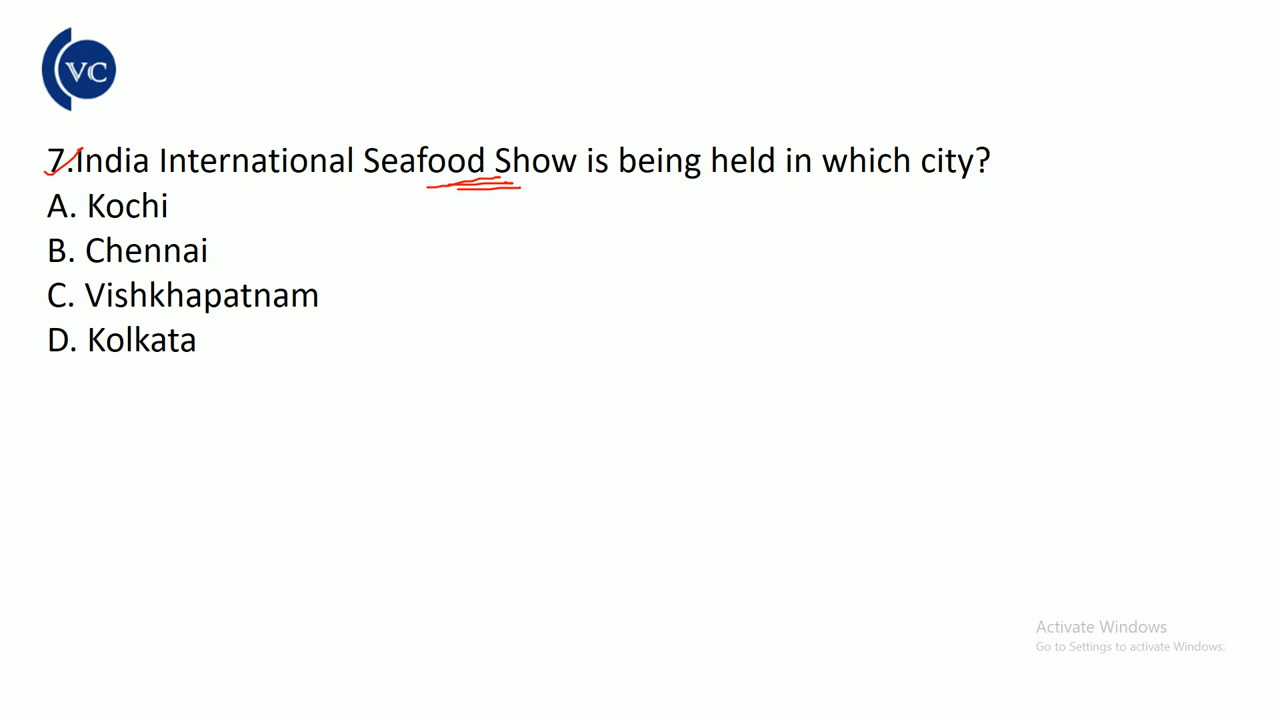 VC
7.India International Seafood Show is being held in which city?
A. Kochi
B. Chennai
C. Vishkhapatnam
D. Kolkata
Activate Windows
Go to Settings to activate Windows.